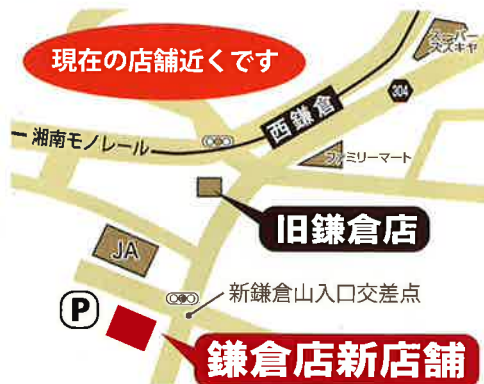 現在の店舗近くです
スーパー
スズキヤ
304
西鎌倉
湘南モノレール
ファミリーマート
旧鎌倉店
JA
新鎌倉山入口交差点
P
鎌倉店新店舗